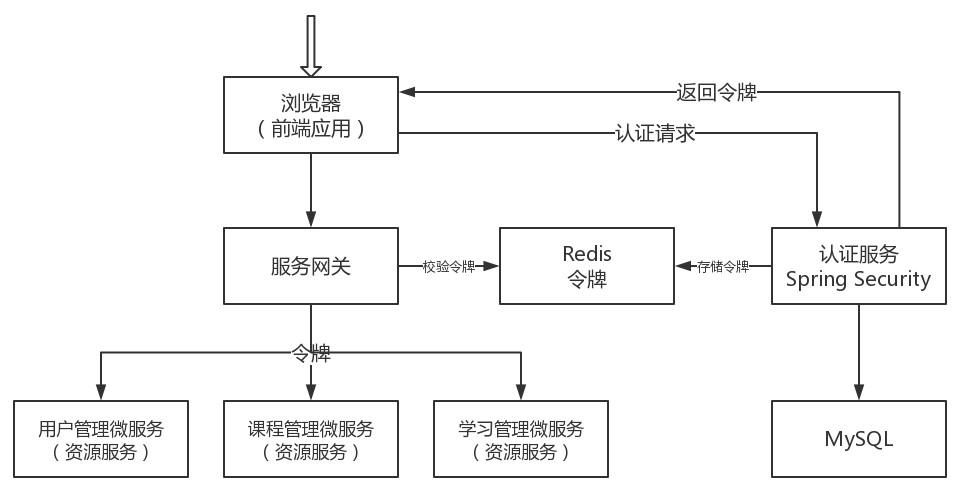 返回令牌
浏览器
（前端应用）
认证请求
服务网关
校验令牌
Redis
令牌
存储令牌
认证服务
Spring Security
令牌
用户管理微服务
（资源服务）
课程管理微服务
（资源服务）
学习管理微服务
（资源服务）
MySQL